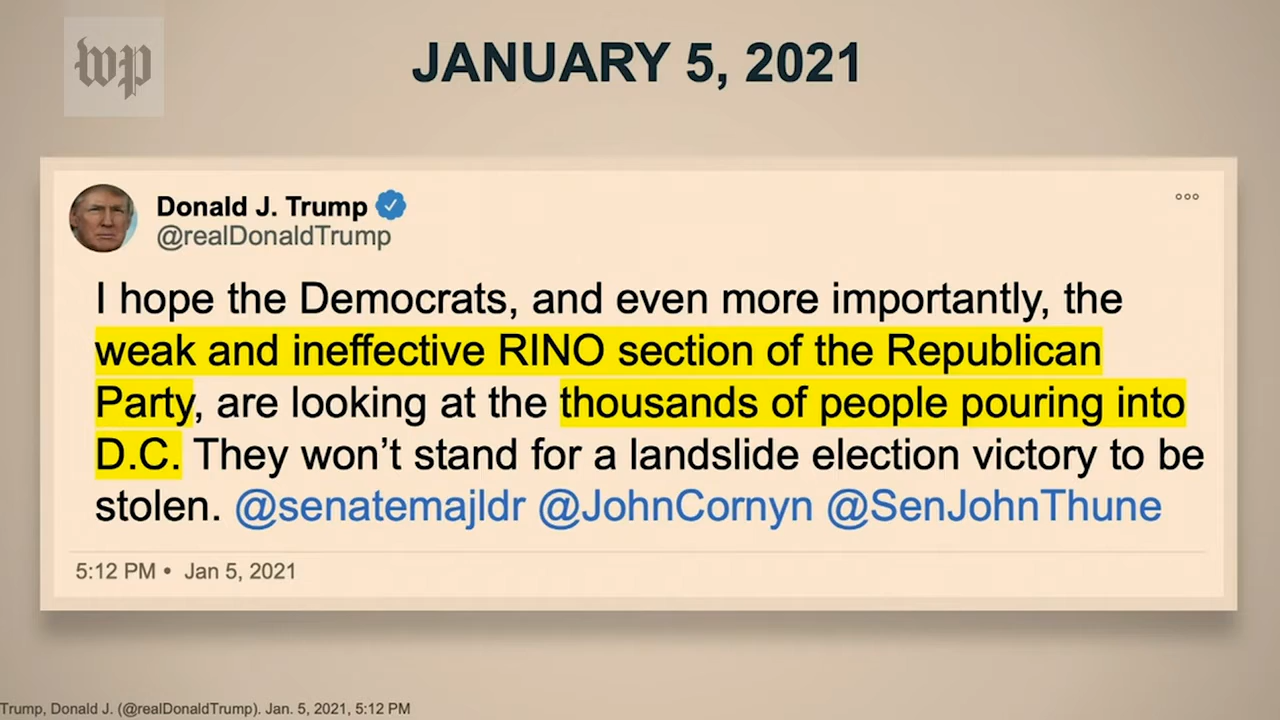 wp
JANUARY 5, 2021
Donald J. Trump
@realDonaldTrump
I hope the Democrats, and even more importantly, the
weak and ineffective RINO section of the Republican
Party, are looking at the thousands of people pouring into
D.C. They won’t stand for a landslide election victory to be
stolen. @senatemajldr @JohnCornyn @SenJohnThune
5:12 PM • Jan 5, 2021
Trump, Donald J. (@realDonaldTrump). Jan. 5, 2021, 5:12 PM